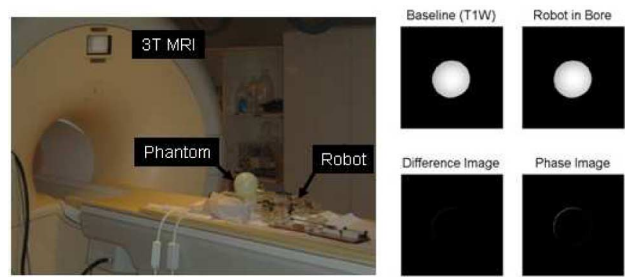 3T MRI
Phantom
Robot
Baseline (T1W)
Robot in Bore
Difference Image
Phase Image